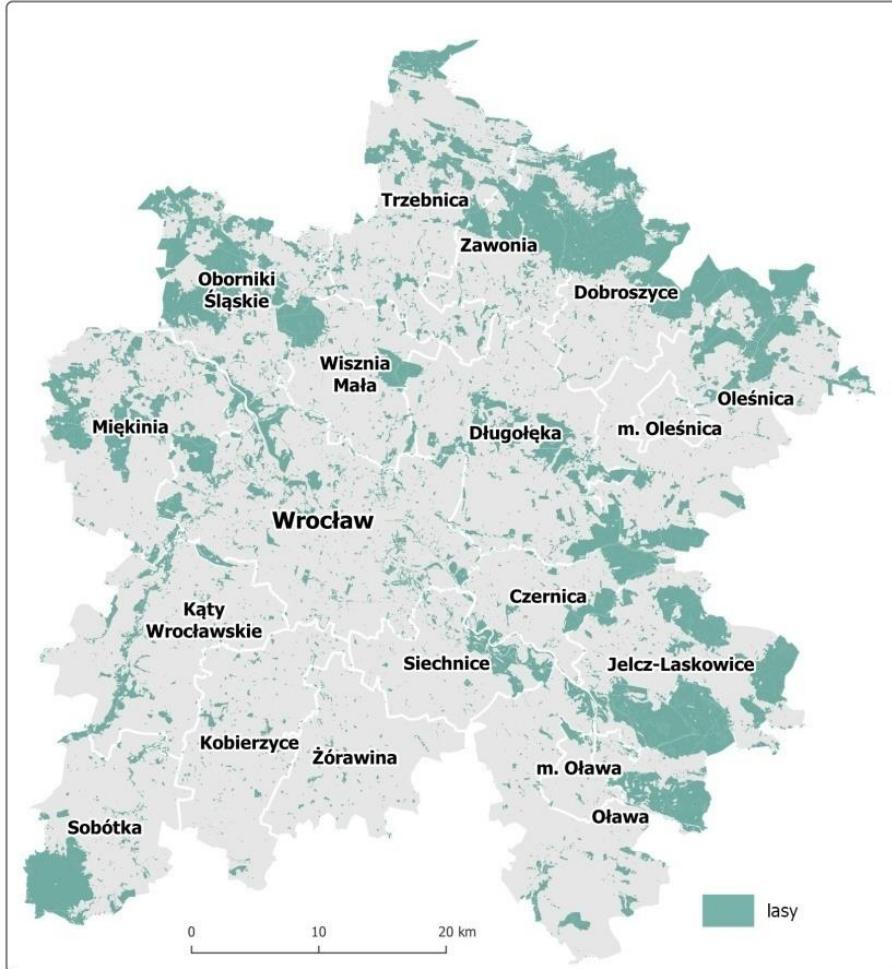 Trzebnica
Zawonia
Oborniki
Śląskie
Dobroszyce
Wisznia
Mała
Oleśnica
Miękinia
Długołęka
m. Oleśnica
Wrocław
Czernica
Kąty
Wrocławskie
Siechnice
Jelcz-Laskowice
Kobierzyce
Żórawina
m. Oława
Oława
Sobótka
lasy
0 10 20 km